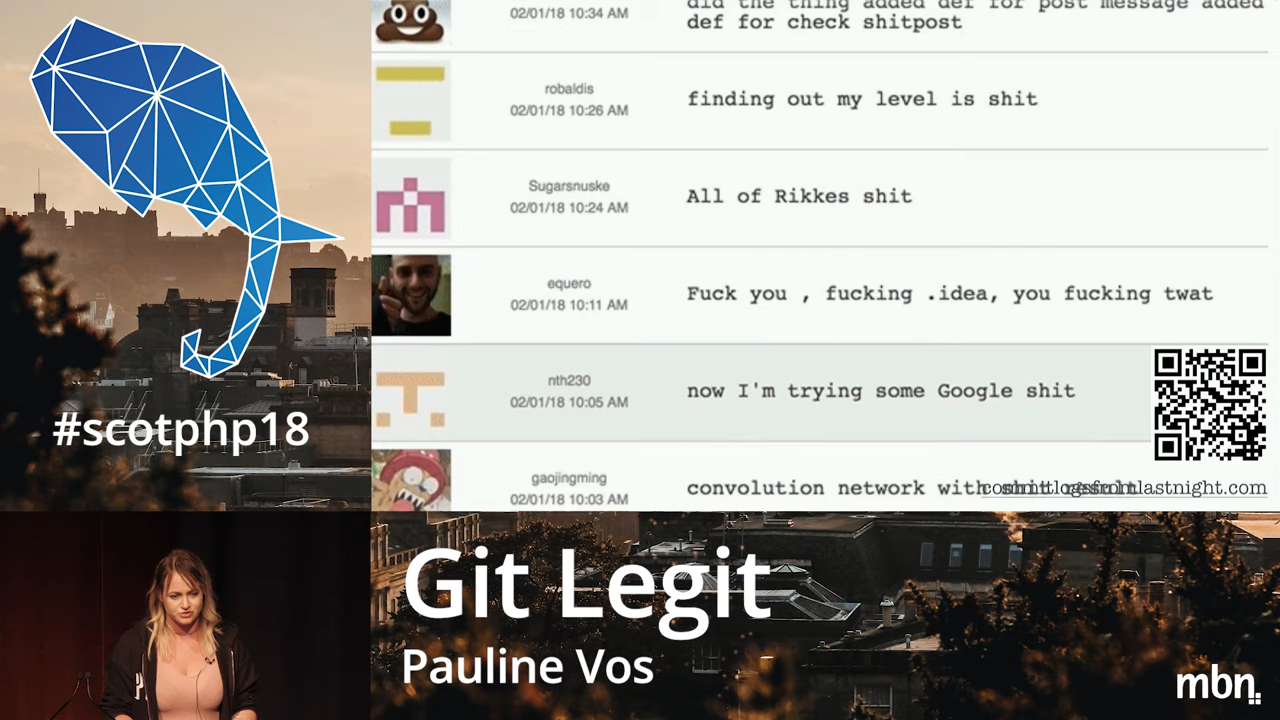 02/01/18 10:34 AM
did the thing added def for post message added
def for check shitpost
robaldis
02/01/18 10:26 AM
finding out my level is shit
Sugarsnuske
02/01/18 10:24 AM
All of Rikkes shit
equero
02/01/18 10:11 AM
Fuck you , fucking .idea, you fucking twat
nth230
02/01/18 10:05 AM
now I'm trying some Google shit
gaojingming
02/01/18 10:03 AM
convolution network with
#scotphp18
Git Legit
Pauline Vos
mbn